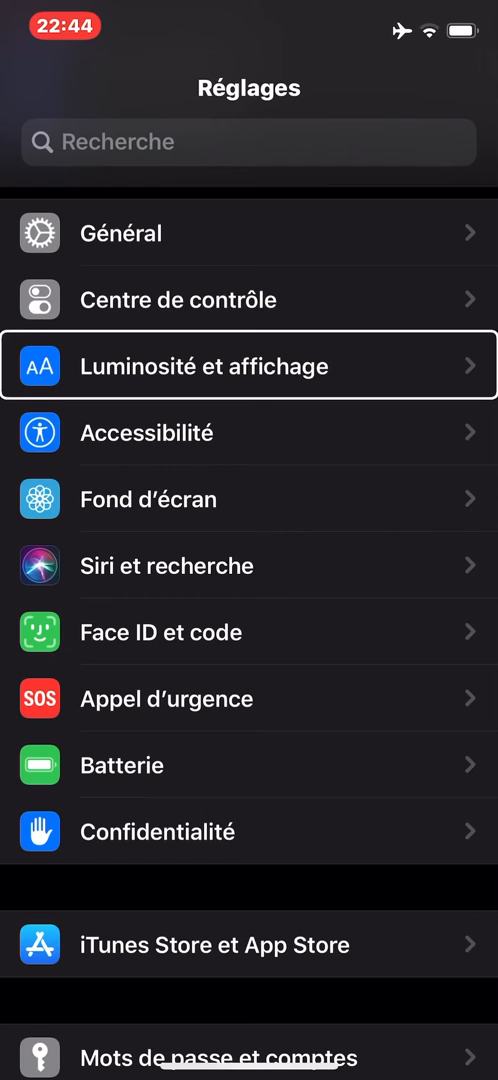 22:44
Réglages
Recherche
Général
Centre de contrôle
AA
Luminosité et affichage
Accessibilité
Fond d’écran
Siri et recherche
Face ID et code
SOS
Appel d’urgence
Batterie
Confidentialité
iTunes Store et App Store
Mots de passe et comptes